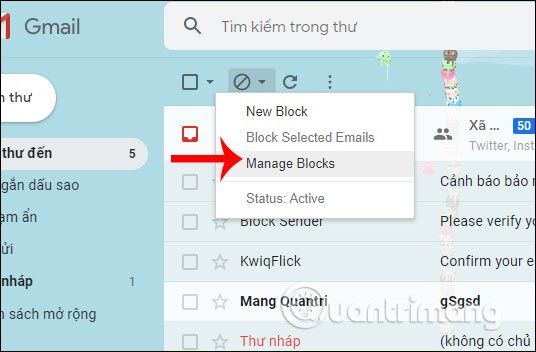 Gmail
Tìm kiếm trong thư
n thư
New Block
Block Selected Emails
Manage Blocks
Status: Active
thư đến 5
gắn dấu sao
ạm ẩn
ửi
nháp 1
n sách mở rộng
Xã ... 50
Twitter, Inst
Cảnh báo bảo m
Block Sender Please verify yo
KwiqFlick Confirm your e
Mang Quantri gSgsd
Thư nháp (không có chủ
Quantrimang